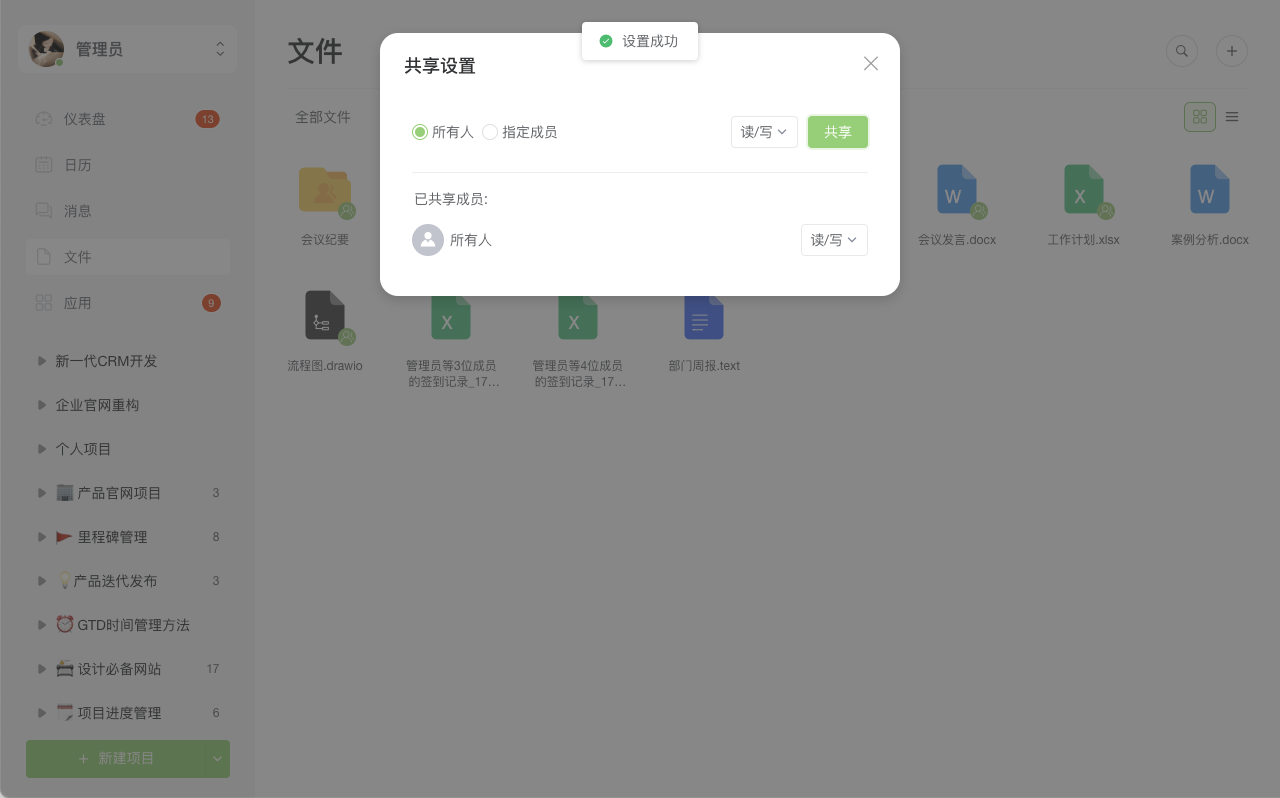 设置成功
管理员
文件
共享设置
仪表盘
13
全部文件
所有人
指定成员
读/写
共享
日历
消息
已共享成员:
文件
所有人
读/写
会议纪要
W
会议发言.docx
X
工作计划.xlsx
W
案例分析.docx
应用
9
流程图.drawio
X
管理员等3位成员
的签到记录_17...
X
管理员等4位成员
的签到记录_17...
部门周报.text
新一代CRM开发
企业官网重构
个人项目
产品官网项目
3
里程碑管理
8
产品迭代发布
3
GTD时间管理方法
设计必备网站
17
项目进度管理
6
+ 新建项目